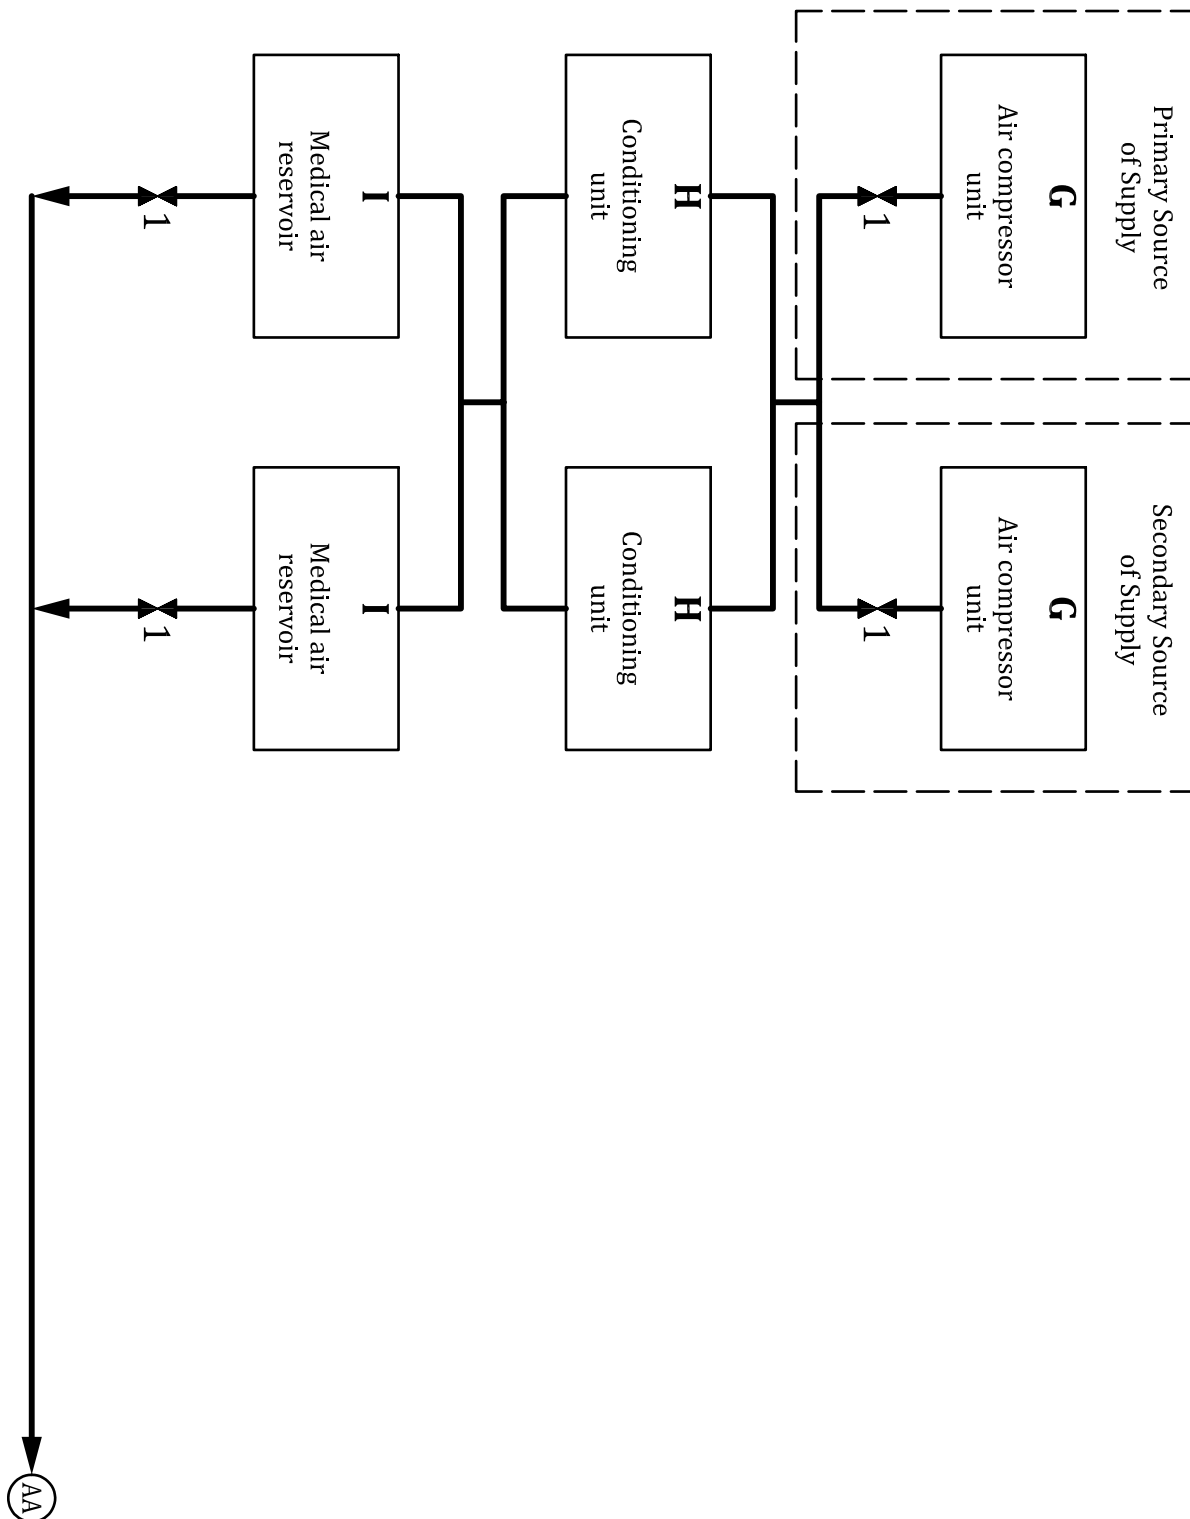 Primary Source
of Supply
Secondary Source
of Supply
G
Air compressor
unit
G
Air compressor
unit
1
1
H
Conditioning
unit
H
Conditioning
unit
I
Medical air
reservoir
I
Medical air
reservoir
1
1
AA